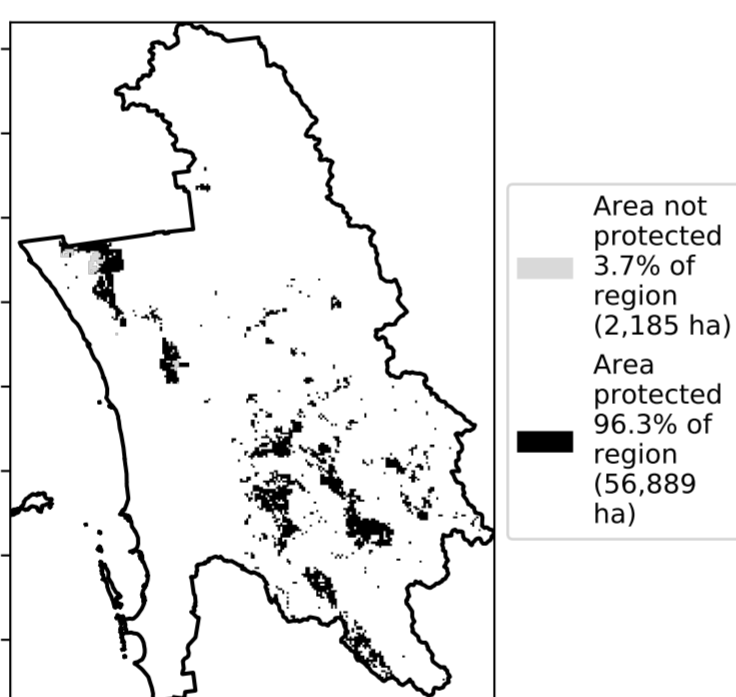 Area not
protected
3.7% of
region
(2,185 ha)
Area
protected
96.3% of
region
(56,889
ha)